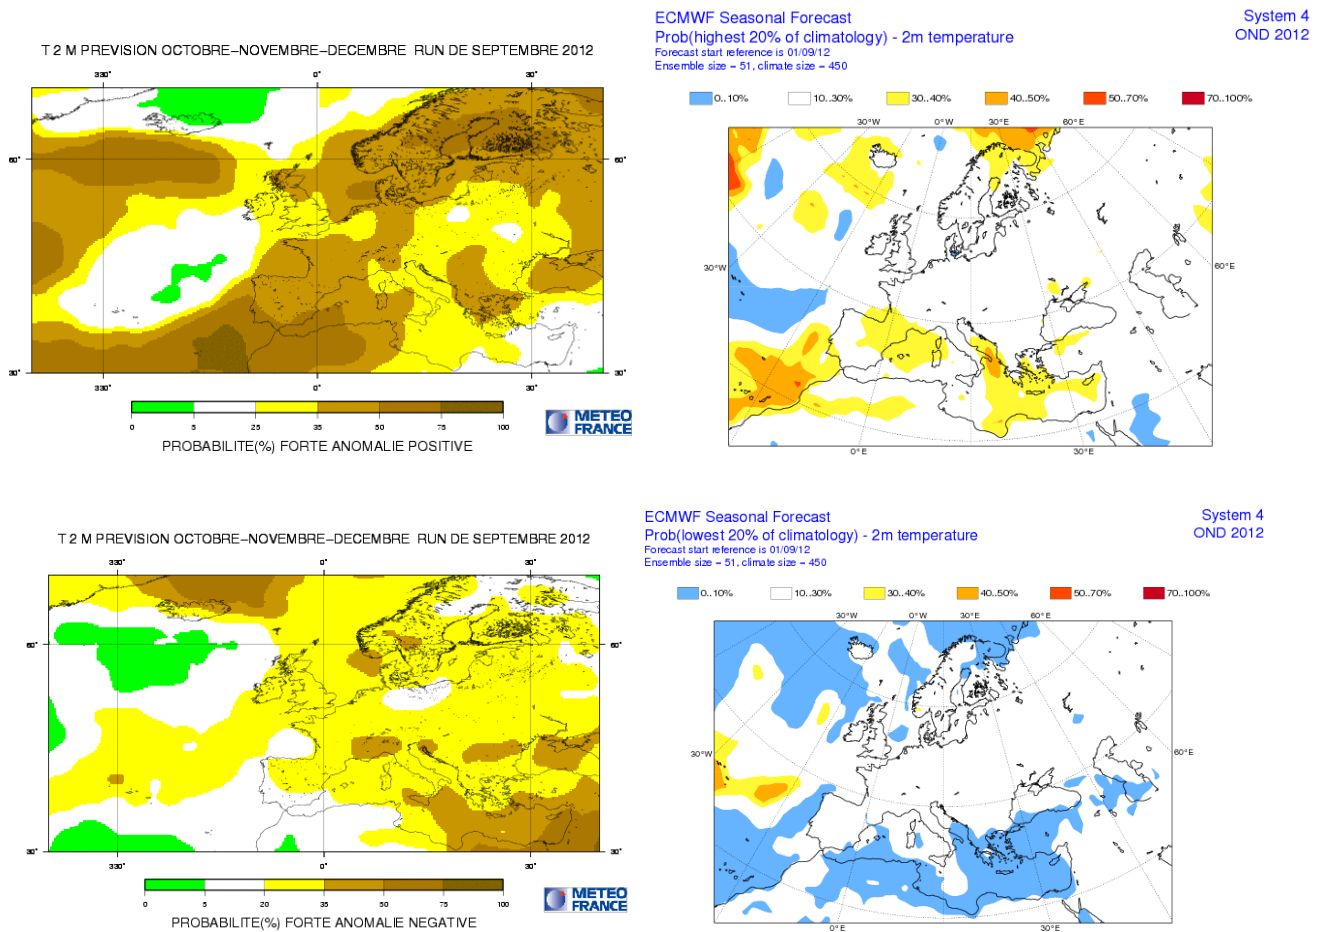 T 2 M PREVISION OCTOBRE–NOVEMBRE–DECEMBRE RUN DE SEPTEMBRE 2012
330° 0° 30°
60° 60°
30° 30°
330° 0° 30°
0 5 25 35 50 75 100
PROBABILITE(%) FORTE ANOMALIE POSITIVE
METEO
FRANCE
ECMWF Seasonal Forecast
System 4
Prob(highest 20% of climatology) - 2m temperature
OND 2012
Forecast start reference is 01/09/12
Ensemble size = 51, climate size = 450
0..10% 10..30% 30..40% 40..50% 50..70% 70..100%
30°W 0°W 30°E 60°E
30°W 60°E
0°E 30°E
T 2 M PREVISION OCTOBRE–NOVEMBRE–DECEMBRE RUN DE SEPTEMBRE 2012
330° 0° 30°
60° 60°
30° 30°
330° 0° 30°
0 5 20 35 50 75 100
PROBABILITE(%) FORTE ANOMALIE NEGATIVE
METEO
FRANCE
ECMWF Seasonal Forecast
System 4
Prob(lowest 20% of climatology) - 2m temperature
OND 2012
Forecast start reference is 01/09/12
Ensemble size = 51, climate size = 450
0..10% 10..30% 30..40% 40..50% 50..70% 70..100%
30°W 0°W 30°E 60°E
30°W 60°E
0°E 30°E